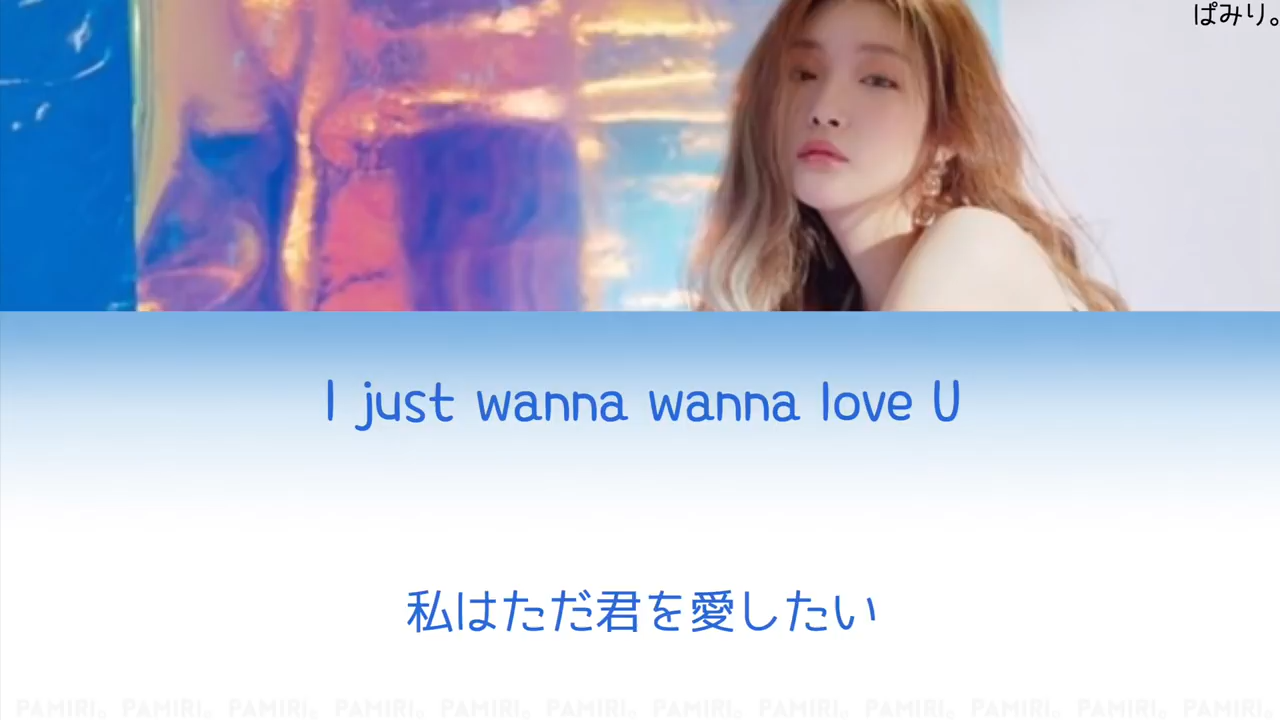 ぱみり。
I just wanna wanna love U
私はただ君を愛したい
PAMIRI。 PAMIRI。 PAMIRI。 PAMIRI。 PAMIRI。 PAMIRI。 PAMIRI。 PAMIRI。 PAMIRI。 PAMIRI。 PAMIRI。 PAMIRI。